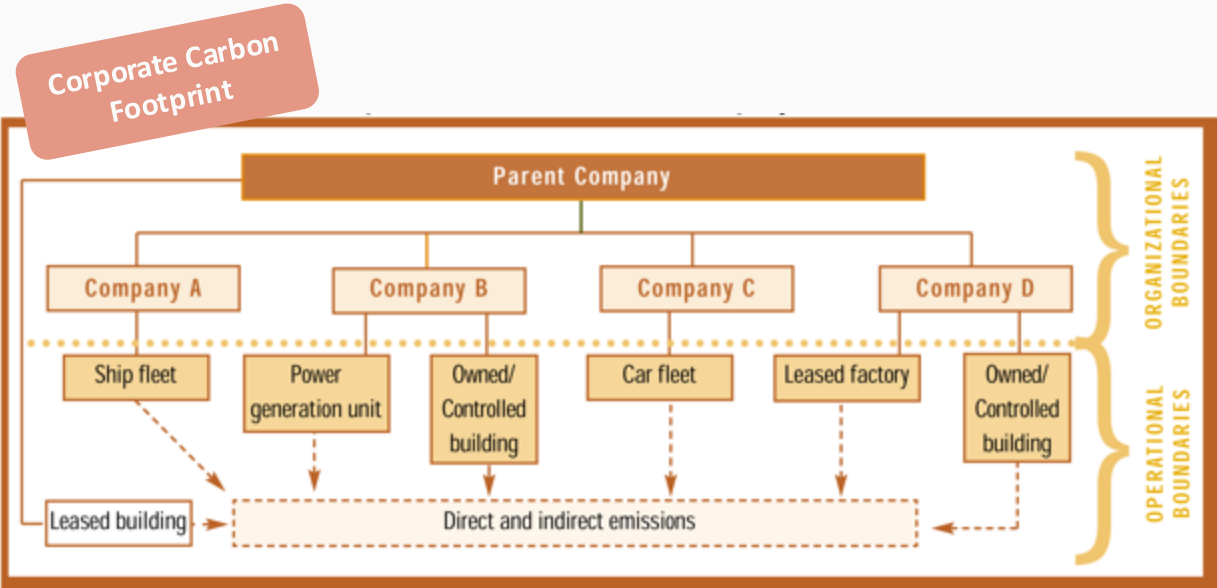 Corporate Carbon
Footprint
Parent Company
Company A
Company B
Company C
Company D
ORGANIZATIONAL
BOUNDARIES
Ship fleet
Power
generation unit
Owned/
Controlled
building
Car fleet
Leased factory
Owned/
Controlled
building
OPERATIONAL
BOUNDARIES
Leased building
Direct and indirect emissions